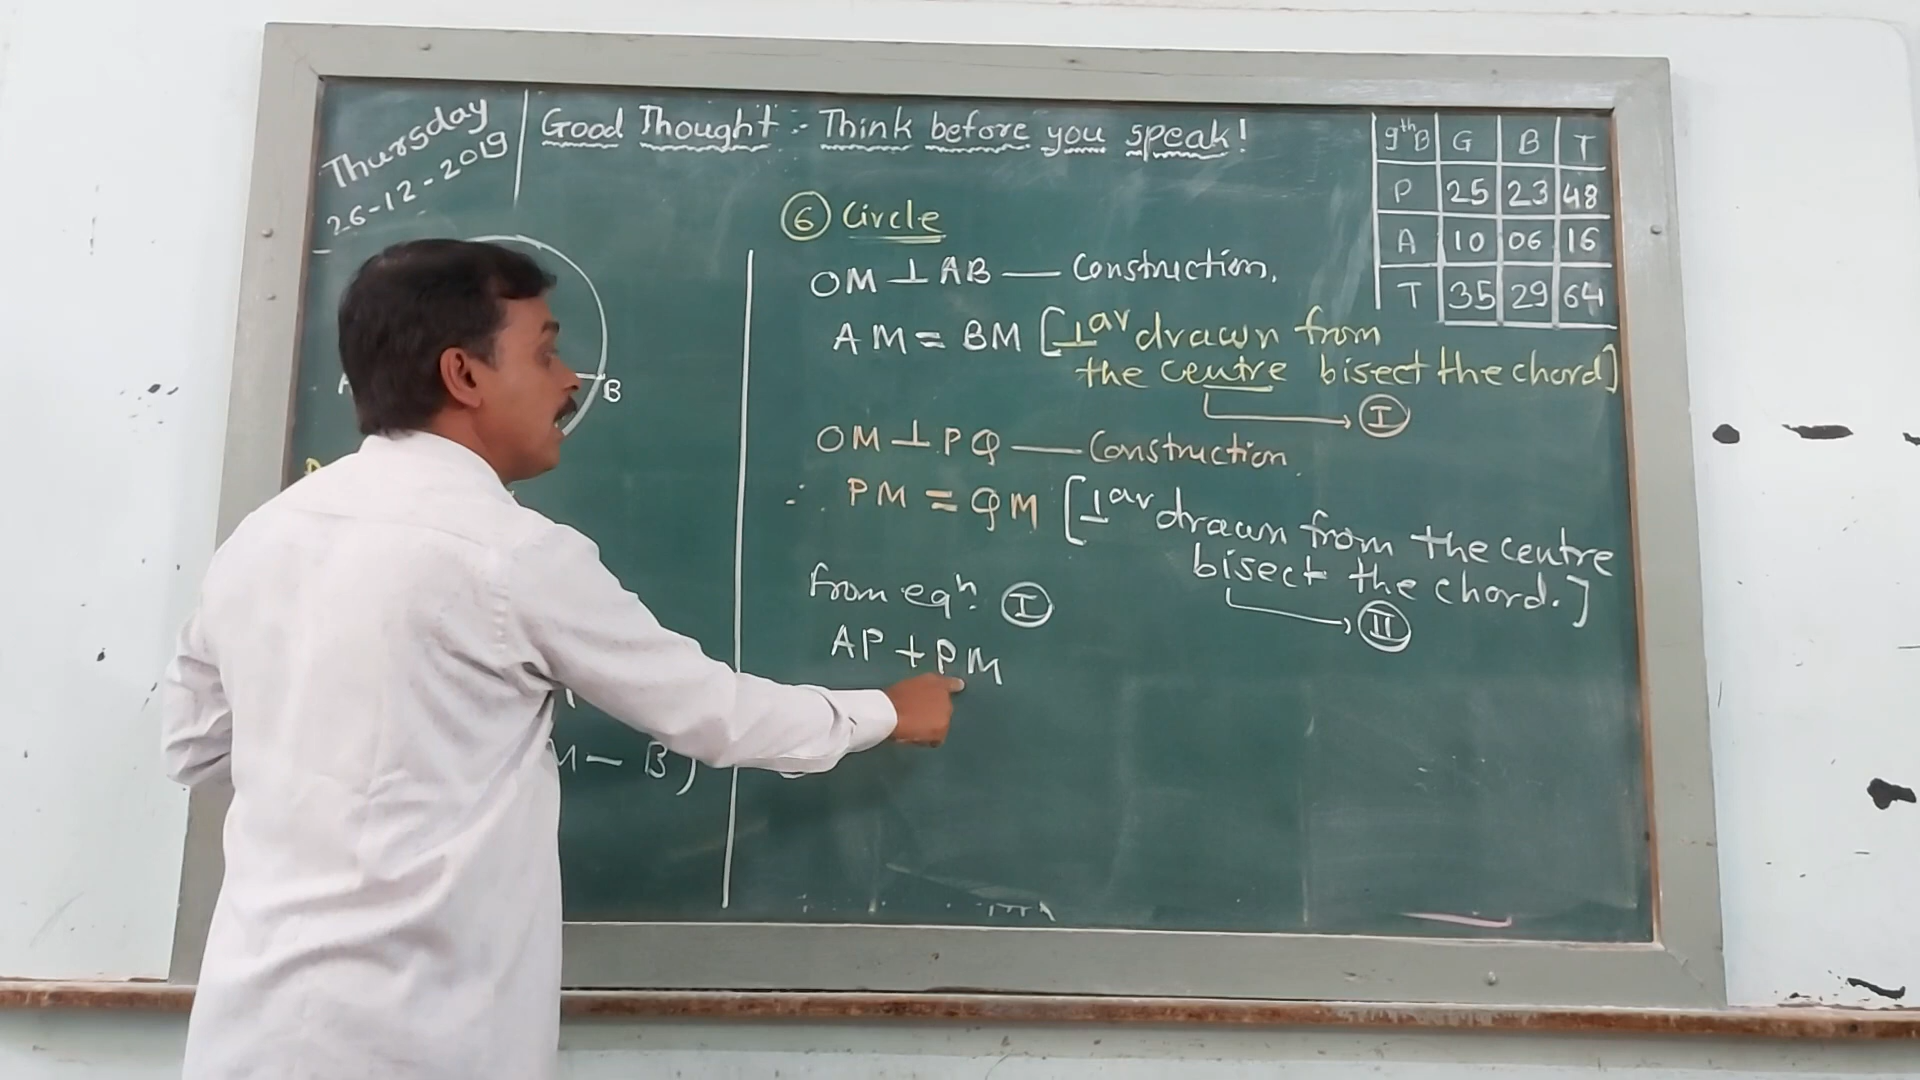 Thursday
26-12-2019
Good Thought :- Think before you speak!
9th B G B T
P 25 23 48
A 10 06 16
T 35 29 64
B
M - B)
6 Circle
OM ⊥ AB — Construction.
AM = BM [⊥ar drawn from
the centre bisect the chord]
I
OM ⊥ PQ — Construction.
∴ PM = QM [⊥ar drawn from the centre
bisect the chord.]
II
from eqn. I
AP + PM